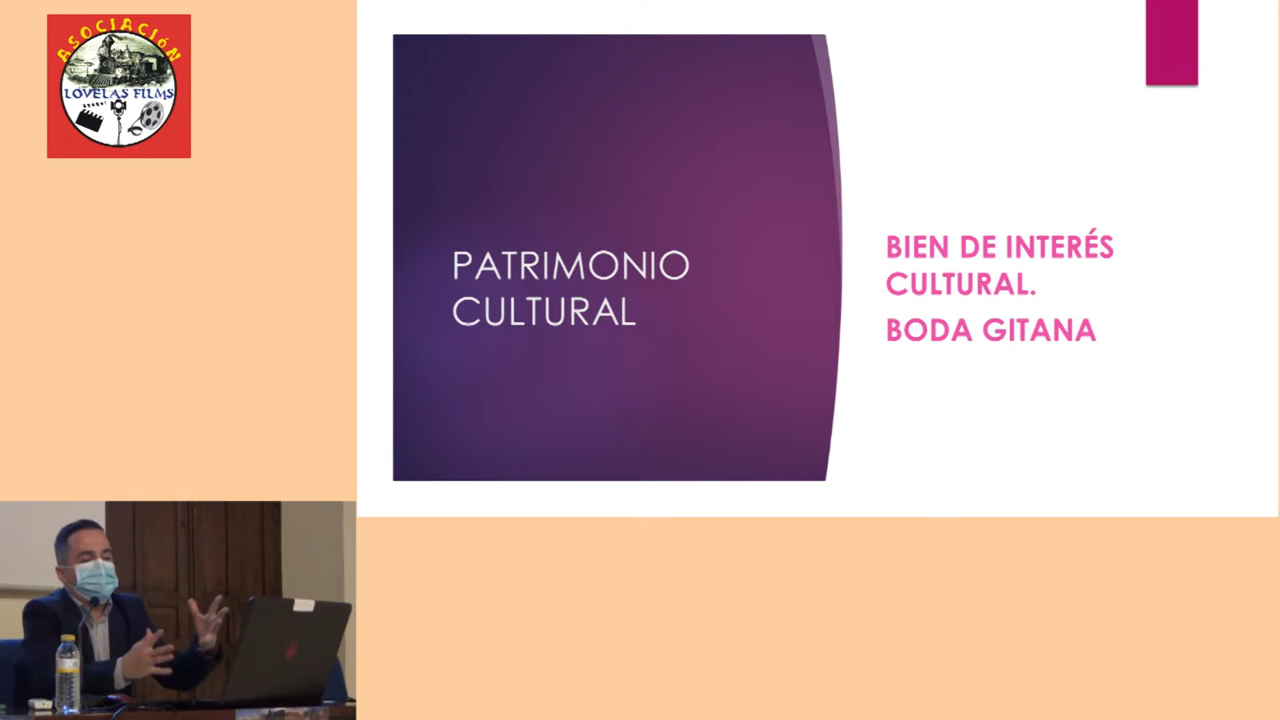 ASOCIACIÓN
LOVELAS FILMS
PATRIMONIO
CULTURAL
BIEN DE INTERÉS
CULTURAL.
BODA GITANA